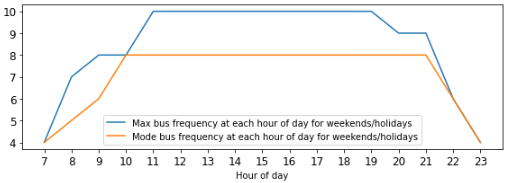 10
9
8
7
6
5
4
Max bus frequency at each hour of day for weekends/holidays
Mode bus frequency at each hour of day for weekends/holidays
7 8 9 10 11 12 13 14 15 16 17 18 19 20 21 22 23
Hour of day